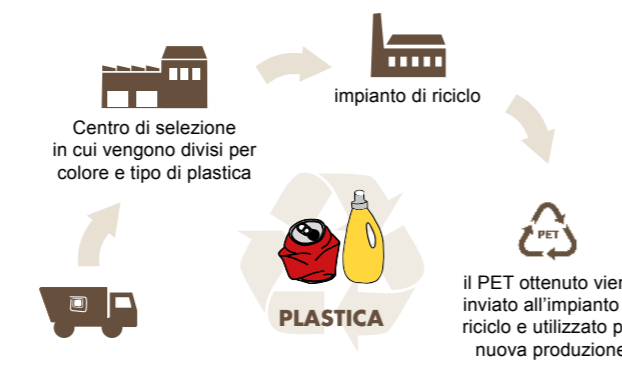 impianto di riciclo
Centro di selezione
in cui vengono divisi per
colore e tipo di plastica
PET
PLASTICA
il PET ottenuto vien
inviato all’impianto
riciclo e utilizzato p
nuova produzione